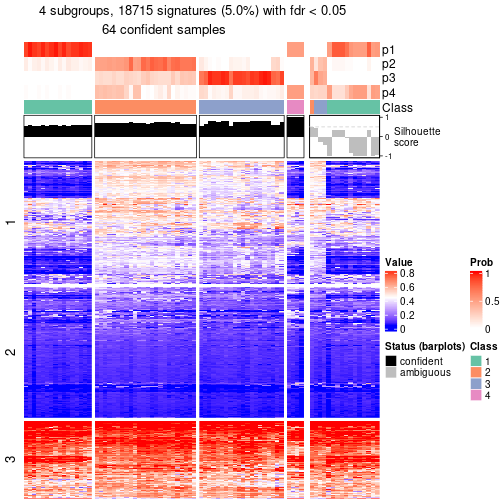 4 subgroups, 18715 signatures (5.0%) with fdr < 0.05
64 confident samples
p1
p2
p3
p4
Class
1
0
-1
Silhouette
score
1
2
3
Value
0.8
0.6
0.4
0.2
0
Prob
1
0.5
0
Status (barplots)
confident
ambiguous
Class
1
2
3
4